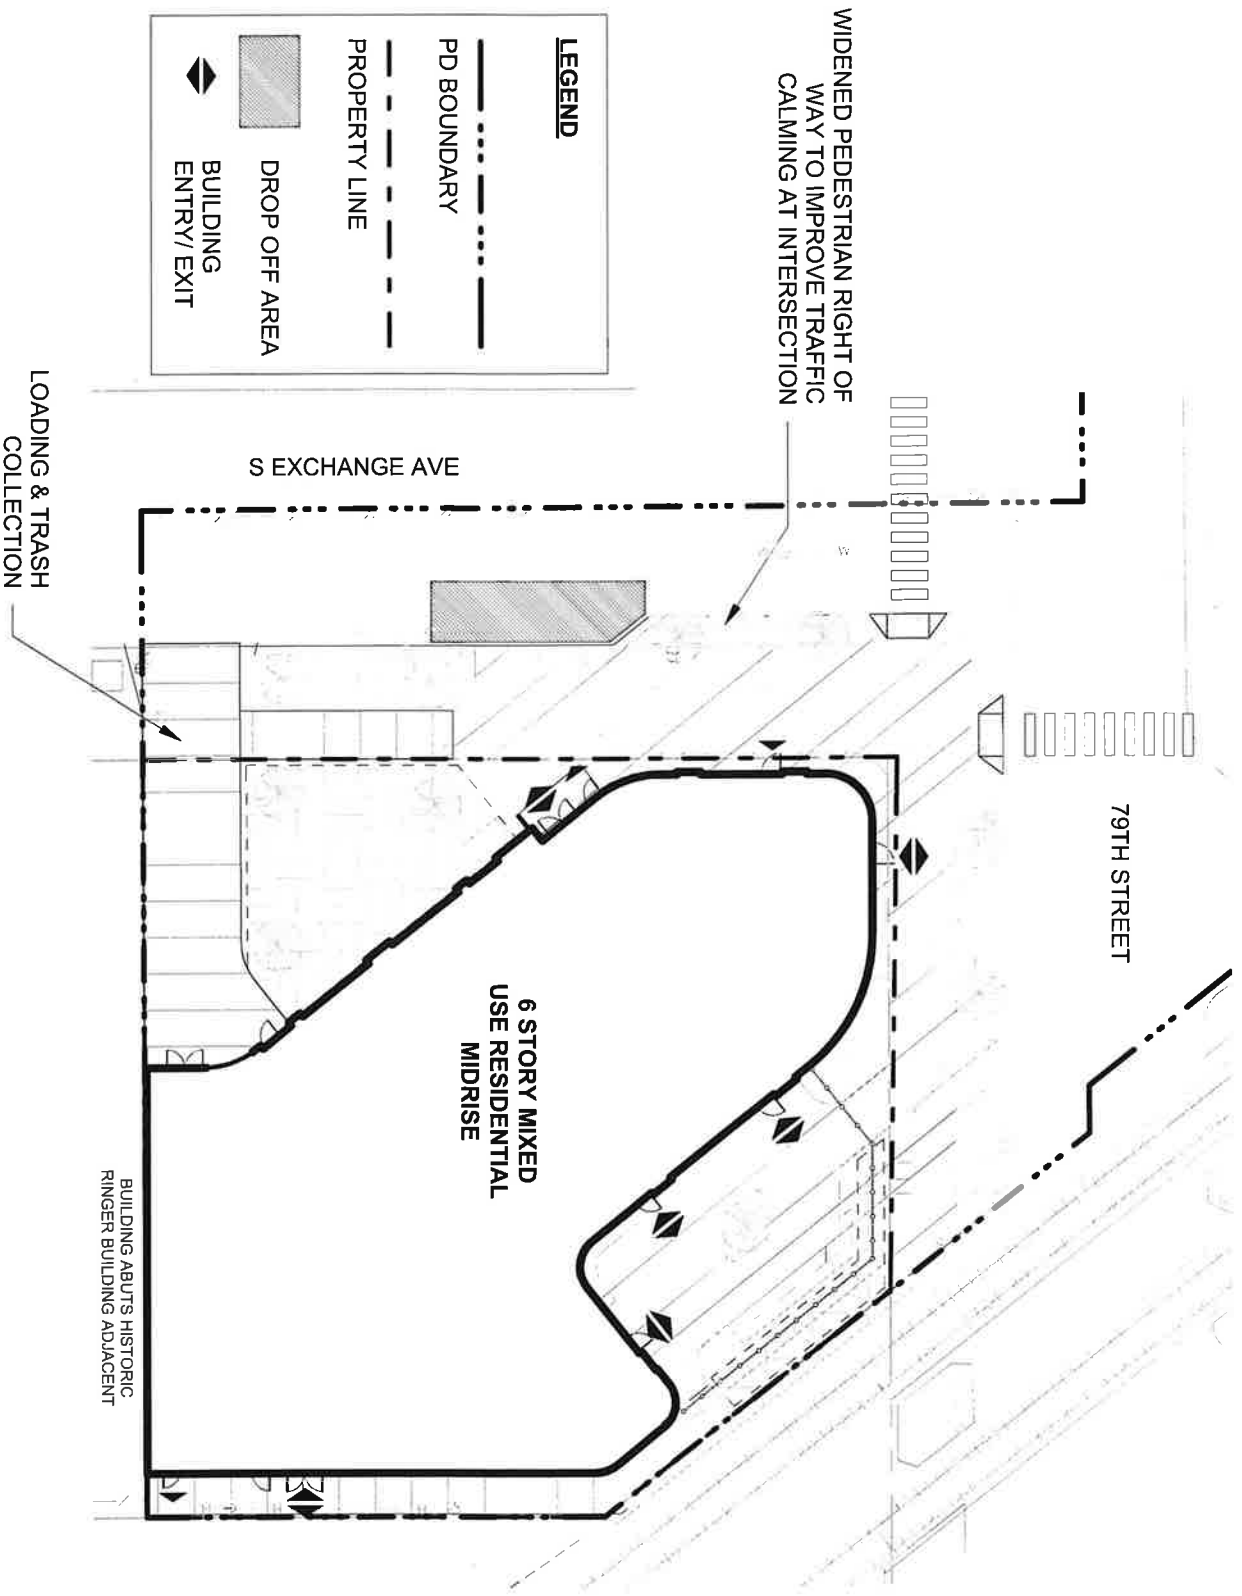 WIDENED PEDESTRIAN RIGHT OF
WAY TO IMPROVE TRAFFIC
CALMING AT INTERSECTION
LEGEND
PD BOUNDARY
PROPERTY LINE
DROP OFF AREA
BUILDING
ENTRY/ EXIT
S EXCHANGE AVE
79TH STREET
6 STORY MIXED
USE RESIDENTIAL
MIDRISE
LOADING & TRASH
COLLECTION
BUILDING ABUTS HISTORIC
RINGER BUILDING ADJACENT